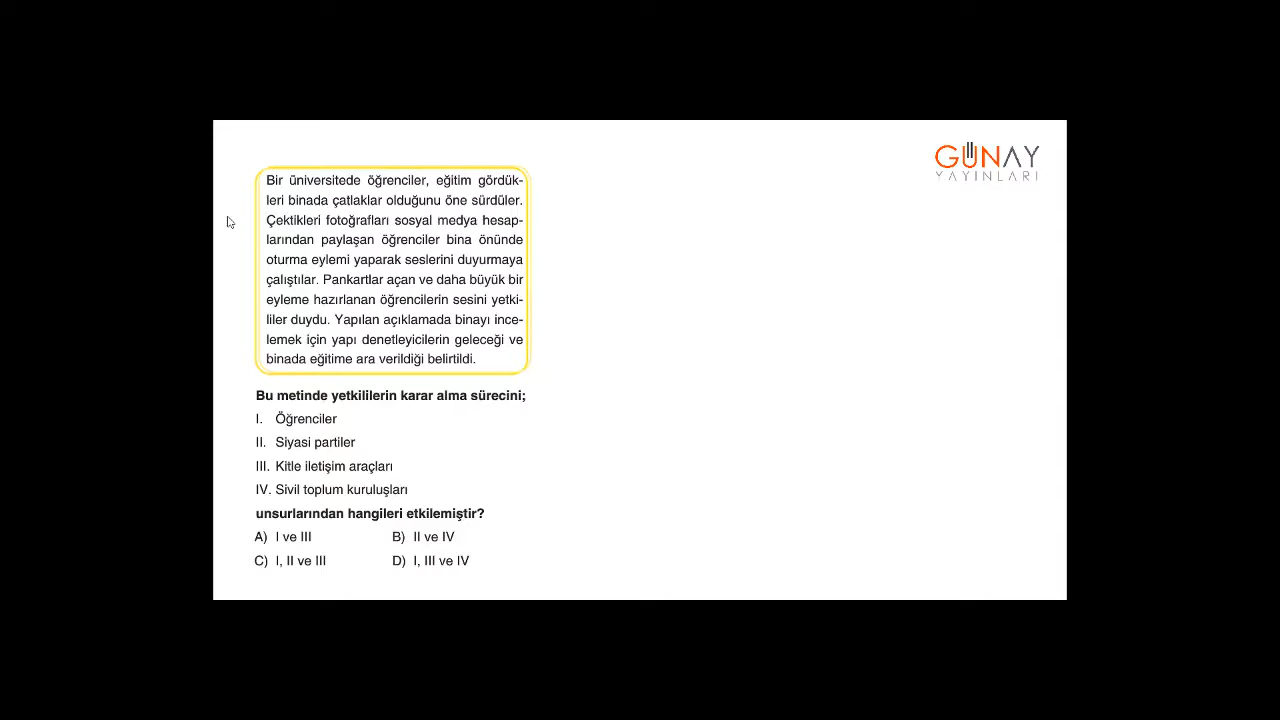 GÜNAY
YAYINLARI
Bir üniversitede öğrenciler, eğitim gördük-
leri binada çatlaklar olduğunu öne sürdüler.
Çektikleri fotoğrafları sosyal medya hesap-
larından paylaşan öğrenciler bina önünde
oturma eylemi yaparak seslerini duyurmaya
çalıştılar. Pankartlar açan ve daha büyük bir
eyleme hazırlanan öğrencilerin sesini yetki-
liler duydu. Yapılan açıklamada binayı ince-
lemek için yapı denetleyicilerin geleceği ve
binada eğitime ara verildiği belirtildi.
Bu metinde yetkililerin karar alma sürecini;
I. Öğrenciler
II. Siyasi partiler
III. Kitle iletişim araçları
IV. Sivil toplum kuruluşları
unsurlarından hangileri etkilemiştir?
A) I ve III B) II ve IV
C) I, II ve III D) I, III ve IV